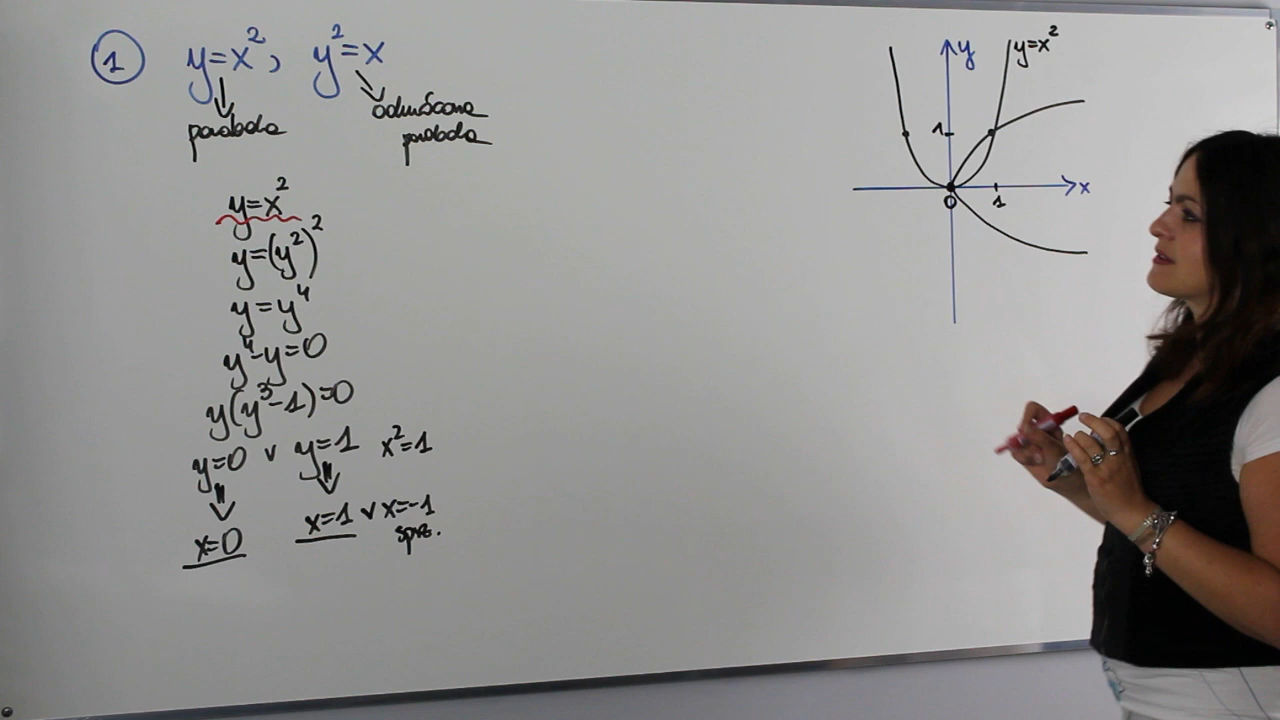 1 y=x², y²=x
parabola odwrócona
parabola
y=x²
y=(y²)²
y=y⁴
y⁴-y=0
y(y³-1)=0
y=0 ∨ y=1 x²=1
x=0 x=1 ∨ x=-1
sprz.
y
y=x²
1
0 1 x